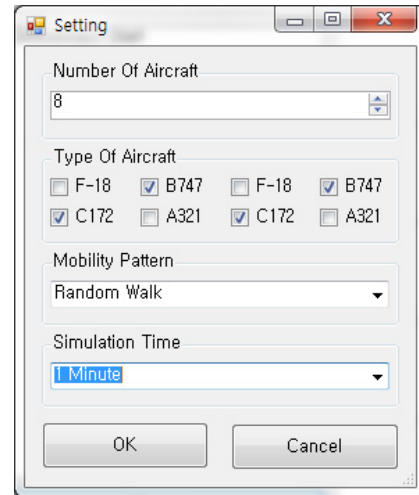 Setting
Number Of Aircraft
8
Type Of Aircraft
F-18 B747 F-18 B747
C172 A321 C172 A321
Mobility Pattern
Random Walk
Simulation Time
1 Minute
OK Cancel